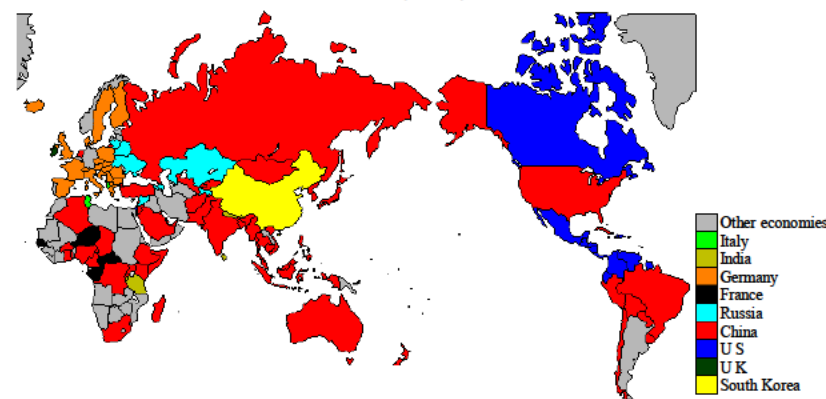 Other economies
Italy
India
Germany
France
Russia
China
U S
U K
South Korea